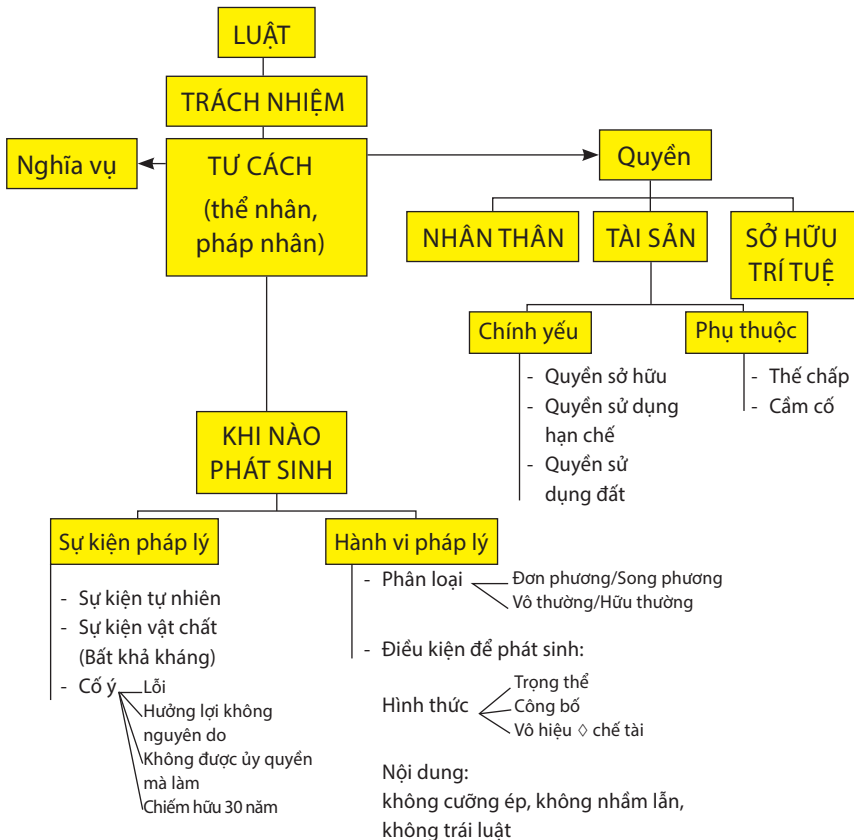 LUẬT
TRÁCH NHIỆM
Nghĩa vụ
TƯ CÁCH
(thể nhân,
pháp nhân)
Quyền
NHÂN THÂN
TÀI SẢN
SỞ HỮU
TRÍ TUỆ
Chính yếu
- Quyền sở hữu
- Quyền sử dụng
hạn chế
- Quyền sử
dụng đất
Phụ thuộc
- Thế chấp
- Cầm cố
KHI NÀO
PHÁT SINH
Sự kiện pháp lý
- Sự kiện tự nhiên
- Sự kiện vật chất
(Bất khả kháng)
- Cố ý
Lỗi
Hưởng lợi không
nguyên do
Không được ủy quyền
mà làm
Chiếm hữu 30 năm
Hành vi pháp lý
- Phân loại
Đơn phương/Song phương
Vô thường/Hữu thường
- Điều kiện để phát sinh:
Hình thức
Trọng thể
Công bố
Vô hiệu ◊ chế tài
Nội dung:
không cưỡng ép, không nhầm lẫn,
không trái luật